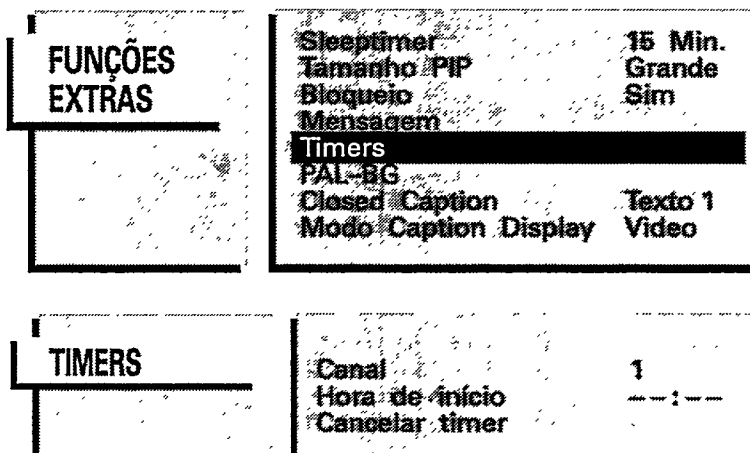 FUNÇÕES
EXTRAS
Sleeptimer 15 Min.
Tamanho PIP Grande
Bloqueio Sim
Mensagem
Timers
PAL-BG
Closed Caption Texto 1
Modo Caption Display Video
TIMERS
Canal 1
Hora de início --:--
Cancelar timer